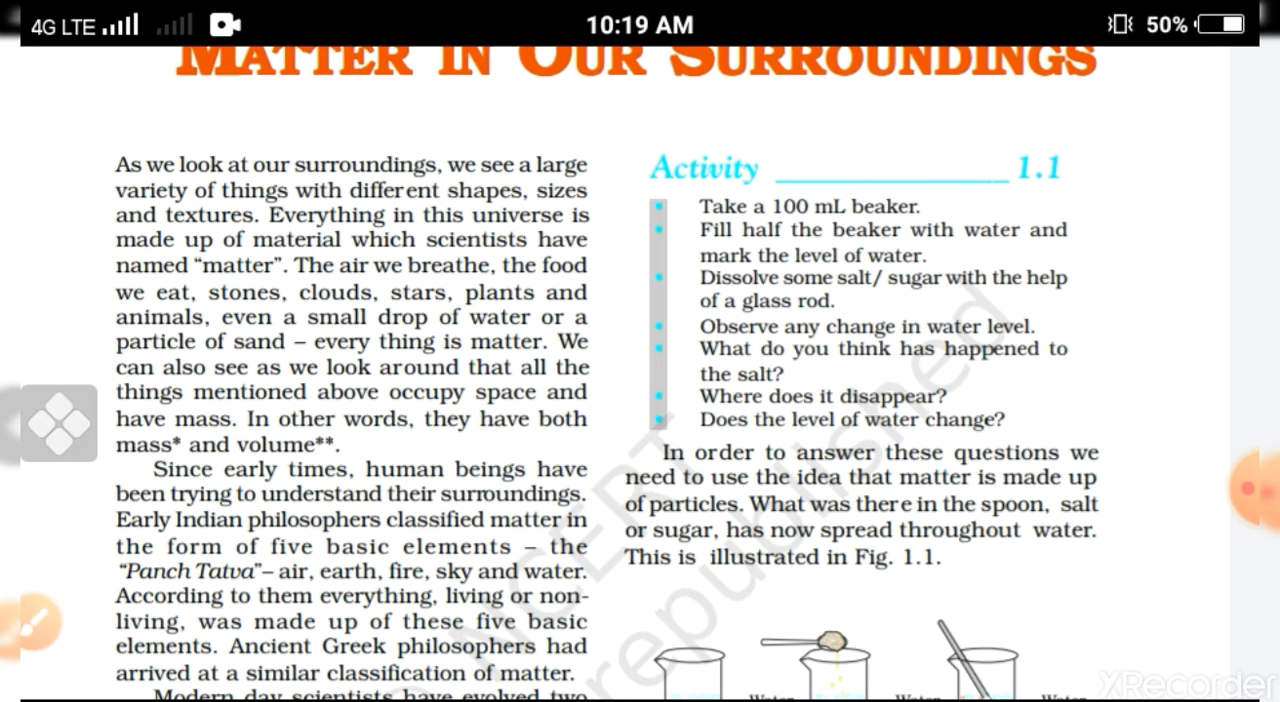 4G LTE
10:19 AM
50%
MATTER IN OUR SURROUNDINGS
As we look at our surroundings, we see a large
variety of things with different shapes, sizes
and textures. Everything in this universe is
made up of material which scientists have
named “matter”. The air we breathe, the food
we eat, stones, clouds, stars, plants and
animals, even a small drop of water or a
particle of sand – every thing is matter. We
can also see as we look around that all the
things mentioned above occupy space and
have mass. In other words, they have both
mass* and volume**.
Since early times, human beings have
been trying to understand their surroundings.
Early Indian philosophers classified matter in
the form of five basic elements – the
“Panch Tatva”– air, earth, fire, sky and water.
According to them everything, living or non-
living, was made up of these five basic
elements. Ancient Greek philosophers had
arrived at a similar classification of matter.
Modern day scientists have evolved two
Activity 1.1
• Take a 100 mL beaker.
• Fill half the beaker with water and
mark the level of water.
• Dissolve some salt/ sugar with the help
of a glass rod.
• Observe any change in water level.
• What do you think has happened to
the salt?
• Where does it disappear?
• Does the level of water change?
In order to answer these questions we
need to use the idea that matter is made up
of particles. What was there in the spoon, salt
or sugar, has now spread throughout water.
This is illustrated in Fig. 1.1.
Water Water Water
NCERT
republished
XRecorder